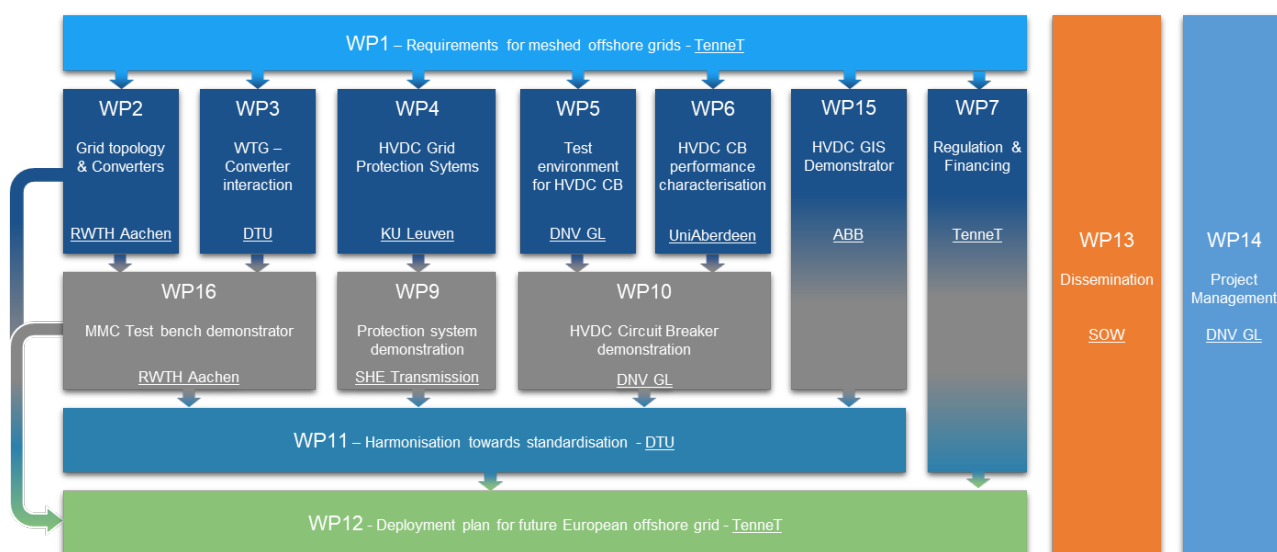 WP1 – Requirements for meshed offshore grids - TenneT
WP2
Grid topology
& Converters
RWTH Aachen
WP3
WTG –
Converter
interaction
DTU
WP4
HVDC Grid
Protection Sytems
KU Leuven
WP5
Test
environment
for HVDC CB
DNV GL
WP6
HVDC CB
performance
characterisation
UniAberdeen
WP15
HVDC GIS
Demonstrator
ABB
WP7
Regulation &
Financing
TenneT
WP16
MMC Test bench demonstrator
RWTH Aachen
WP9
Protection system
demonstration
SHE Transmission
WP10
HVDC Circuit Breaker
demonstration
DNV GL
WP11 – Harmonisation towards standardisation - DTU
WP12 - Deployment plan for future European offshore grid - TenneT
WP13
Dissemination
SOW
WP14
Project
Management
DNV GL